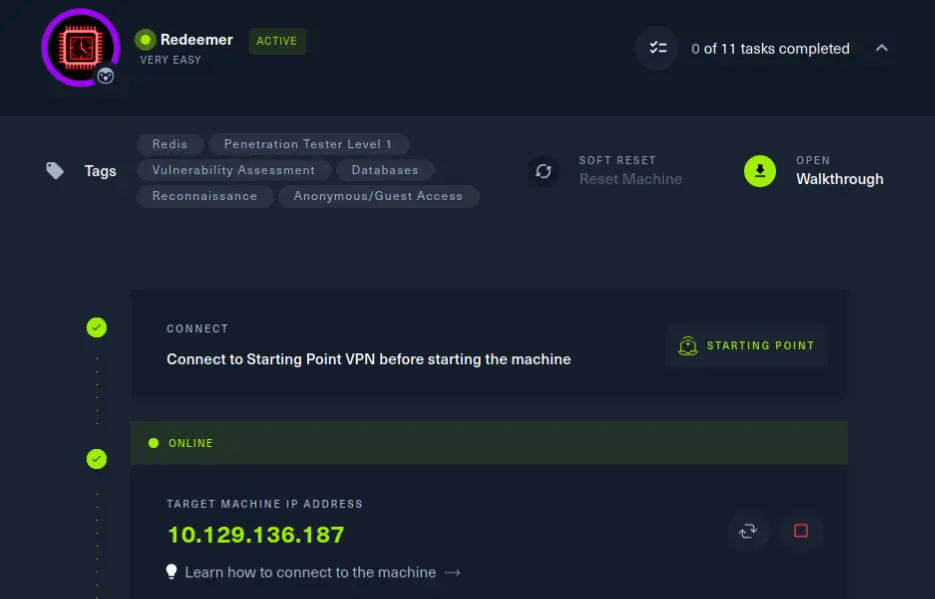 Redeemer ACTIVE
VERY EASY
0 of 11 tasks completed
Tags
Redis Penetration Tester Level 1
Vulnerability Assessment Databases
Reconnaissance Anonymous/Guest Access
SOFT RESET
Reset Machine
OPEN
Walkthrough
CONNECT
Connect to Starting Point VPN before starting the machine
STARTING POINT
ONLINE
TARGET MACHINE IP ADDRESS
10.129.136.187
Learn how to connect to the machine →